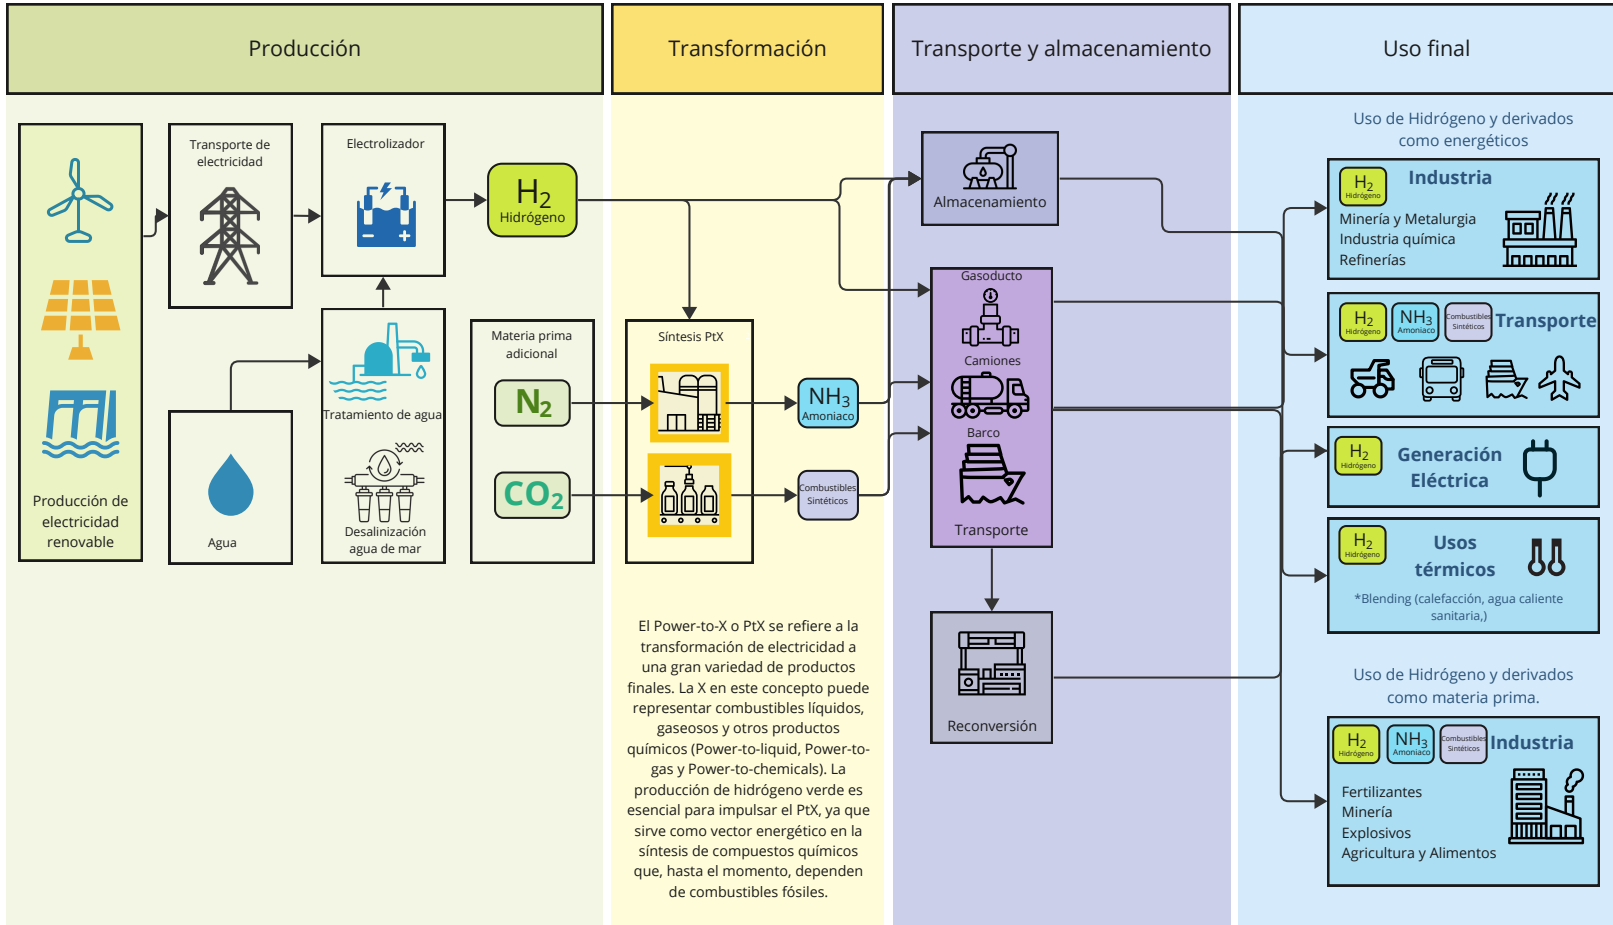 Producción
Transformación
Transporte y almacenamiento
Uso final
Producción de
electricidad
renovable
Transporte de
electricidad
Electrolizador
H₂
Hidrógeno
Agua
Tratamiento de agua
Desalinización
agua de mar
Materia prima
adicional
N₂
CO₂
Síntesis PtX
NH₃
Amoniaco
Combustibles
Sintéticos
El Power-to-X o PtX se refiere a la
transformación de electricidad a
una gran variedad de productos
finales. La X en este concepto puede
representar combustibles líquidos,
gaseosos y otros productos
químicos (Power-to-liquid, Power-to-
gas y Power-to-chemicals). La
producción de hidrógeno verde es
esencial para impulsar el PtX, ya que
sirve como vector energético en la
síntesis de compuestos químicos
que, hasta el momento, dependen
de combustibles fósiles.
Almacenamiento
Gasoducto
Camiones
Barco
Transporte
Reconversión
Uso de Hidrógeno y derivados
como energéticos
H₂
Hidrógeno
Industria
Minería y Metalurgia
Industria química
Refinerías
H₂
Hidrógeno
NH₃
Amoniaco
Combustibles
Sintéticos
Transporte
H₂
Hidrógeno
Generación
Eléctrica
H₂
Hidrógeno
Usos
térmicos
*Blending (calefacción, agua caliente
sanitaria,)
Uso de Hidrógeno y derivados
como materia prima.
H₂
Hidrógeno
NH₃
Amoniaco
Combustibles
Sintéticos
Industria
Fertilizantes
Minería
Explosivos
Agricultura y Alimentos